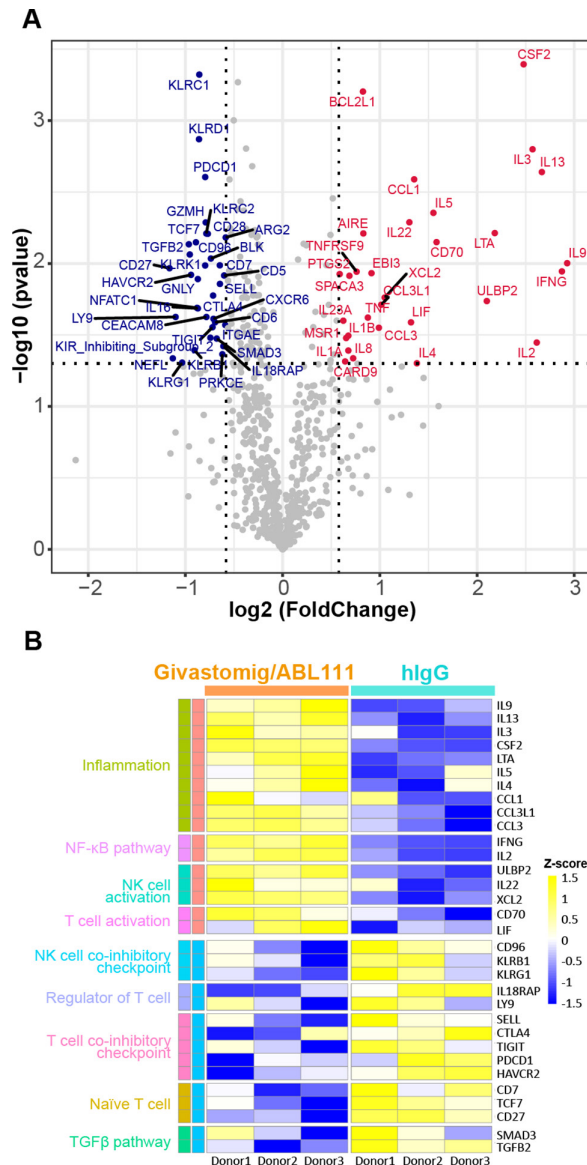 A
CSF2
KLRC1
BCL2L1
KLRD1
IL3
IL13
PDCD1
CCL1
GZMH
KLRC2
AIRE
IL5
TCF7
CD28
ARG2
IL22
TNFRSF9
LTA
TGFB2
CD96
BLK
CD70
CD27
KLRK1
CD7
CD5
PTGS2
EBI3
XCL2
IL9
HAVCR2
GNLY
SELL
SPACA3
CCL3L1
ULBP2
IFNG
NFATC1
IL16
CTLA4
CXCR6
IL23A
TNF
LIF
LY9
CEACAM8
CD6
MSR1
IL1B
CCL3
TIGIT
ITGAE
KIR_Inhibiting_Subgroup_2
SMAD3
IL1A
IL8
IL4
IL2
NEFL
KLRB1
IL18RAP
CARD9
KLRG1
PRKCE
−log10 (pvalue)
3
2
1
0
−2
−1
0
1
2
3
log2 (FoldChange)
B
Givastomig/ABL111
hIgG
Inflammation
IL9
IL13
IL3
CSF2
LTA
IL5
IL4
CCL1
CCL3L1
CCL3
NF-κB pathway
IFNG
IL2
NK cell
activation
ULBP2
IL22
XCL2
T cell activation
CD70
LIF
NK cell co-inhibitory
checkpoint
CD96
KLRB1
KLRG1
Regulator of T cell
IL18RAP
LY9
T cell co-inhibitory
checkpoint
SELL
CTLA4
TIGIT
PDCD1
HAVCR2
Naïve T cell
CD7
TCF7
CD27
TGFβ pathway
SMAD3
TGFB2
Donor1 Donor2 Donor3 Donor1 Donor2 Donor3
Z-score
1.5
1.0
0.5
0
-0.5
-1.0
-1.5